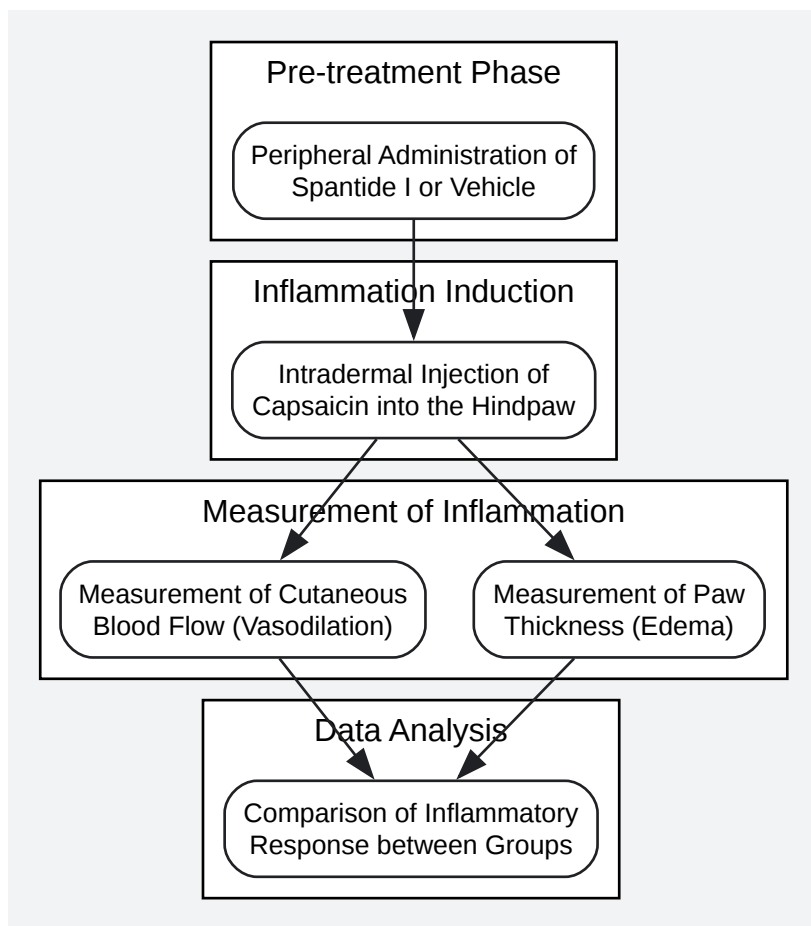 Pre-treatment Phase
Peripheral Administration of
Spantide I or Vehicle
Inflammation Induction
Intradermal Injection of
Capsaicin into the Hindpaw
Measurement of Inflammation
Measurement of Cutaneous
Blood Flow (Vasodilation)
Measurement of Paw
Thickness (Edema)
Data Analysis
Comparison of Inflammatory
Response between Groups